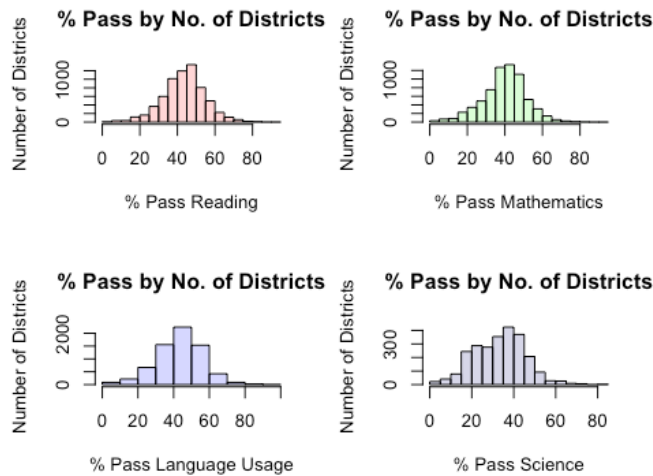 % Pass by No. of Districts
Number of Districts
0 1000
0 20 40 60 80
% Pass Reading
% Pass by No. of Districts
Number of Districts
0 1000
0 20 40 60 80
% Pass Mathematics
% Pass by No. of Districts
Number of Districts
0 2000
0 20 40 60 80
% Pass Language Usage
% Pass by No. of Districts
Number of Districts
0 300
0 20 40 60 80
% Pass Science